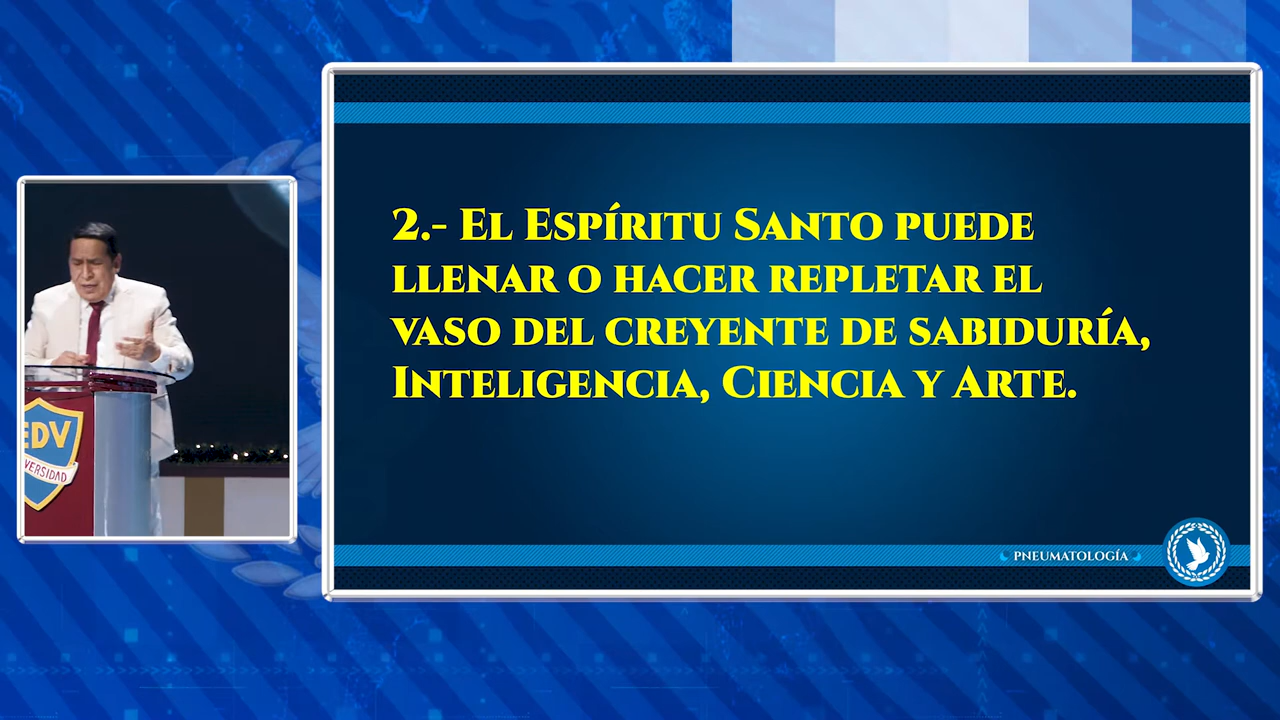 2.- El Espíritu Santo puede
llenar o hacer repletar el
vaso del creyente de sabiduría,
Inteligencia, Ciencia y Arte.
EDV
VERSIDAD
PNEUMATOLOGÍA